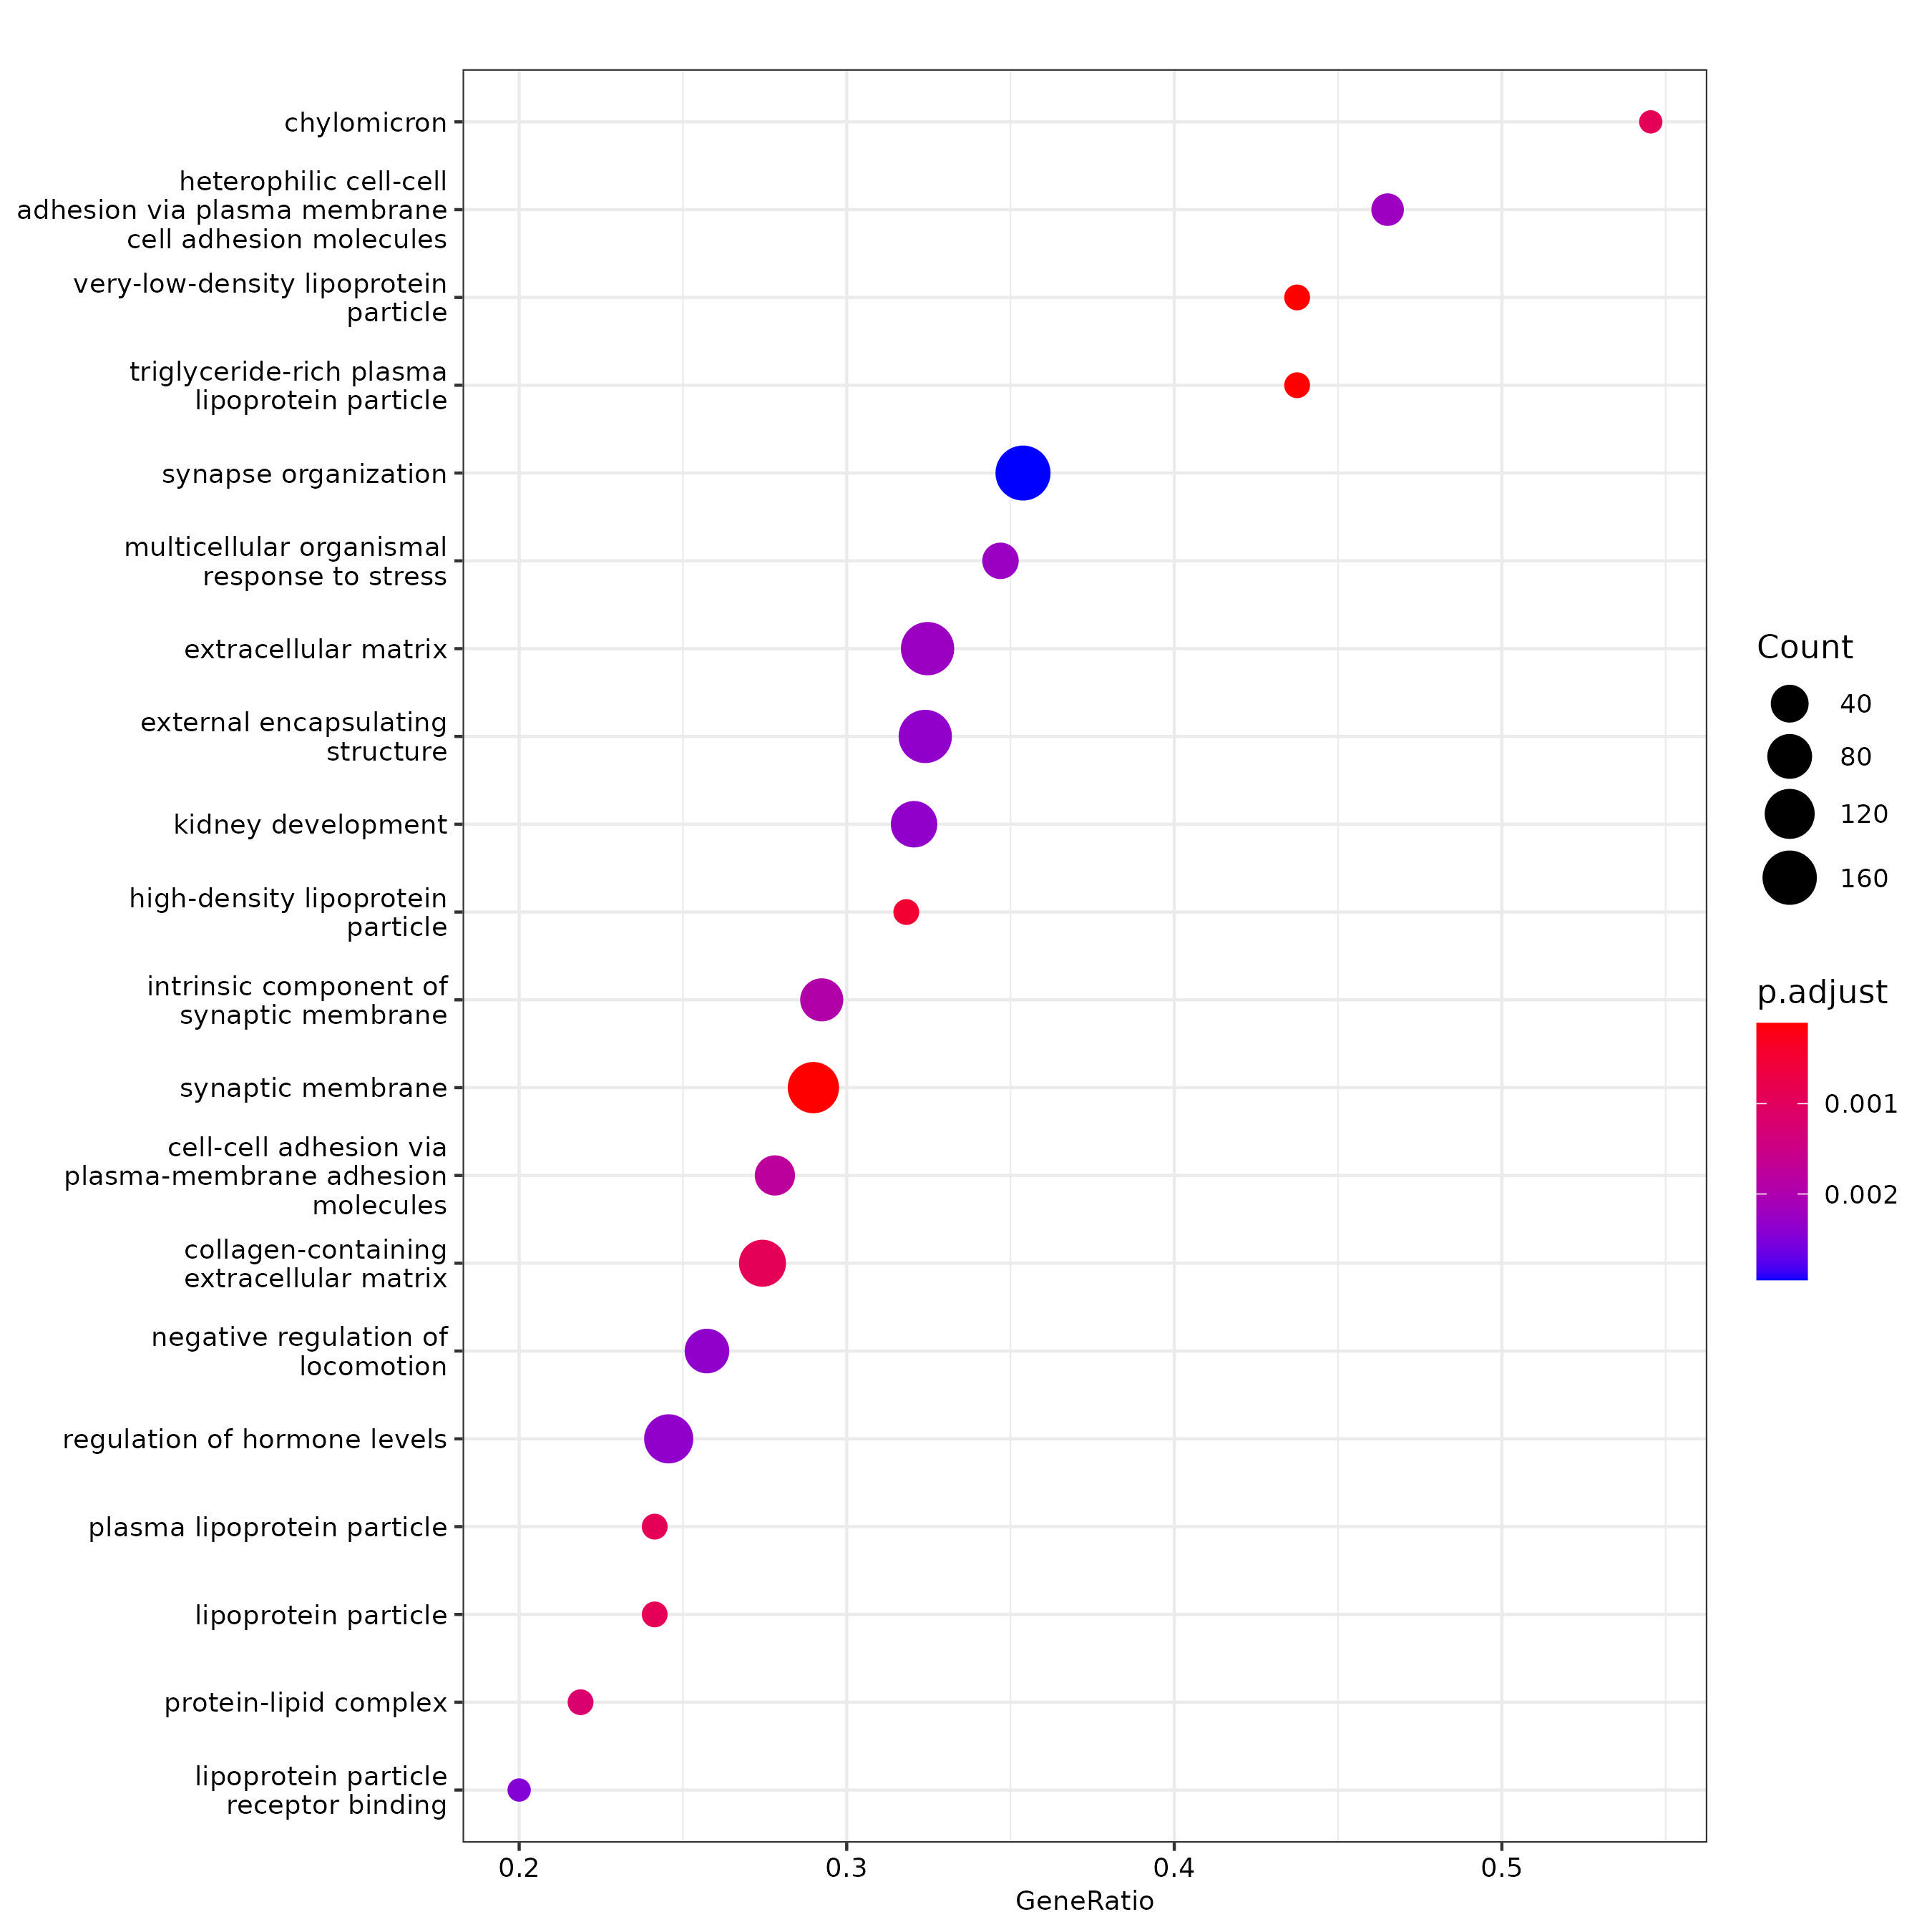 chylomicron
heterophilic cell-cell
adhesion via plasma membrane
cell adhesion molecules
very-low-density lipoprotein
particle
triglyceride-rich plasma
lipoprotein particle
synapse organization
multicellular organismal
response to stress
extracellular matrix
external encapsulating
structure
kidney development
high-density lipoprotein
particle
intrinsic component of
synaptic membrane
synaptic membrane
cell-cell adhesion via
plasma-membrane adhesion
molecules
collagen-containing
extracellular matrix
negative regulation of
locomotion
regulation of hormone levels
plasma lipoprotein particle
lipoprotein particle
protein-lipid complex
lipoprotein particle
receptor binding
0.2 0.3 0.4 0.5
GeneRatio
Count
40
80
120
160
p.adjust
0.001
0.002